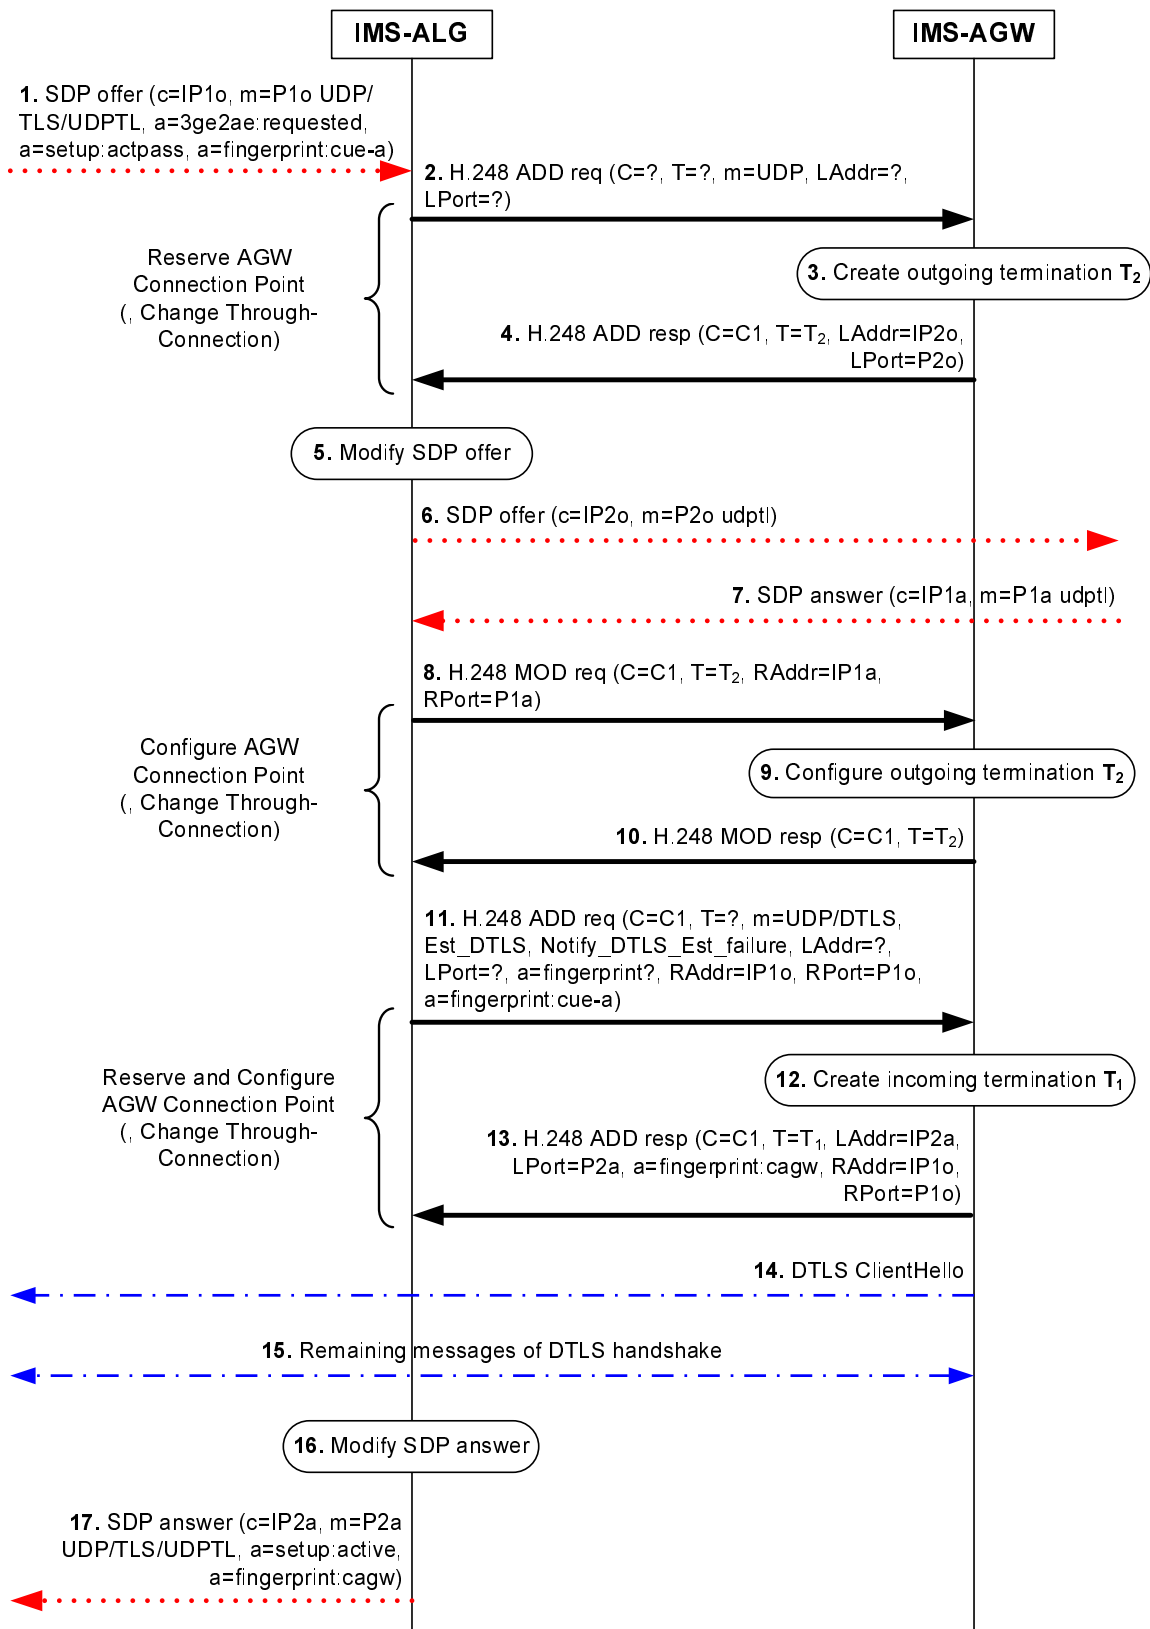 IMS-ALG
IMS-AGW
1. SDP offer (c=IP1o, m=P1o UDP/
TLS/UDPTL, a=3ge2ae:requested,
a=setup:actpass, a=fingerprint:cue-a)
2. H.248 ADD req (C=?, T=?, m=UDP, LAddr=?,
LPort=?)
Reserve AGW
Connection Point
(, Change Through-
Connection)
3. Create outgoing termination T2
4. H.248 ADD resp (C=C1, T=T2, LAddr=IP2o,
LPort=P2o)
5. Modify SDP offer
6. SDP offer (c=IP2o, m=P2o udptl)
7. SDP answer (c=IP1a, m=P1a udptl)
8. H.248 MOD req (C=C1, T=T2, RAddr=IP1a,
RPort=P1a)
Configure AGW
Connection Point
(, Change Through-
Connection)
9. Configure outgoing termination T2
10. H.248 MOD resp (C=C1, T=T2)
11. H.248 ADD req (C=C1, T=?, m=UDP/DTLS,
Est_DTLS, Notify_DTLS_Est_failure, LAddr=?,
LPort=?, a=fingerprint?, RAddr=IP1o, RPort=P1o,
a=fingerprint:cue-a)
Reserve and Configure
AGW Connection Point
(, Change Through-
Connection)
12. Create incoming termination T1
13. H.248 ADD resp (C=C1, T=T1, LAddr=IP2a,
LPort=P2a, a=fingerprint:cagw, RAddr=IP1o,
RPort=P1o)
14. DTLS ClientHello
15. Remaining messages of DTLS handshake
16. Modify SDP answer
17. SDP answer (c=IP2a, m=P2a
UDP/TLS/UDPTL, a=setup:active,
a=fingerprint:cagw)